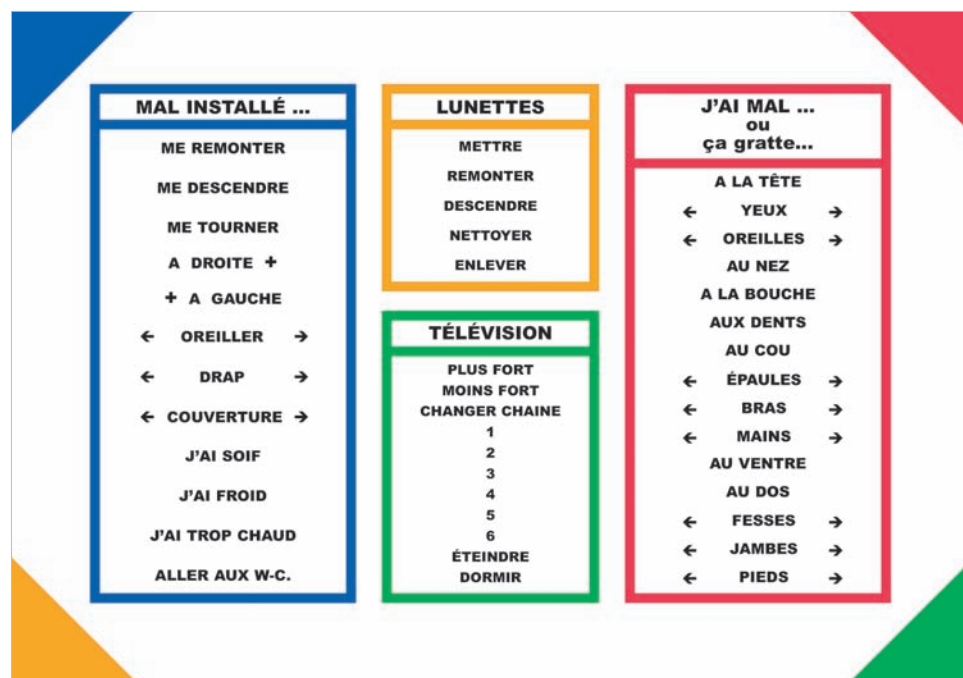 MAL INSTALLÉ ...
ME REMONTER
ME DESCENDRE
ME TOURNER
A DROITE +
+ A GAUCHE
← OREILLER →
← DRAP →
← COUVERTURE →
J'AI SOIF
J'AI FROID
J'AI TROP CHAUD
ALLER AUX W-C.
LUNETTES
METTRE
REMONTER
DESCENDRE
NETTOYER
ENLEVER
TÉLÉVISION
PLUS FORT
MOINS FORT
CHANGER CHAINE
1
2
3
4
5
6
ÉTEINDRE
DORMIR
J'AI MAL ...
ou
ça gratte...
A LA TÊTE
← YEUX →
← OREILLES →
AU NEZ
A LA BOUCHE
AUX DENTS
AU COU
← ÉPAULES →
← BRAS →
← MAINS →
AU VENTRE
AU DOS
← FESSES →
← JAMBES →
← PIEDS →